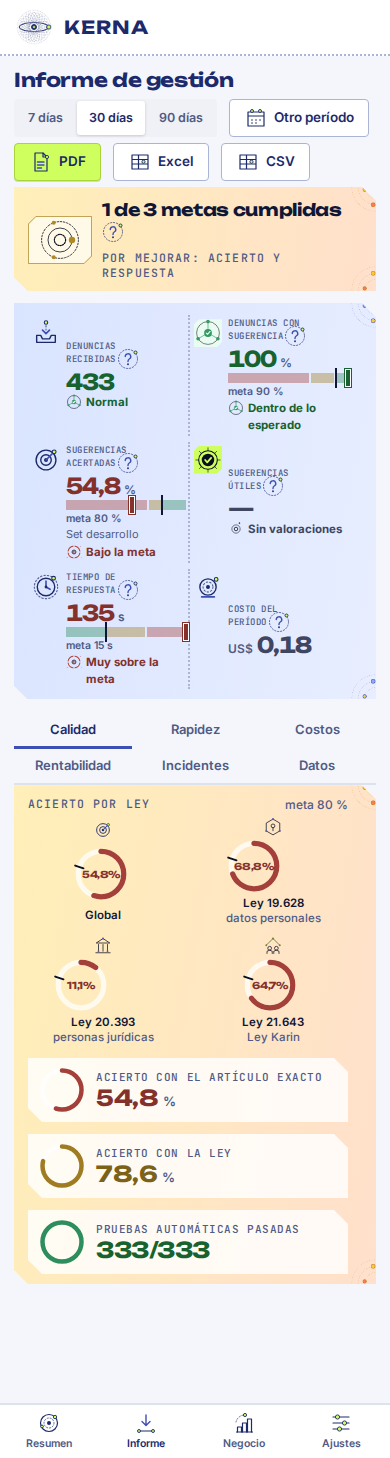 KERNA
Informe de gestión
7 días
30 días
90 días
Otro período
PDF
Excel
CSV
1 de 3 metas cumplidas
?
POR MEJORAR: ACIERTO Y
RESPUESTA
DENUNCIAS
RECIBIDAS ?
433
Normal
DENUNCIAS CON
SUGERENCIA ?
100 %
meta 90 %
Dentro de lo
esperado
SUGERENCIAS
ACERTADAS ?
54,8 %
meta 80 %
Set desarrollo
Bajo la meta
SUGERENCIAS
ÚTILES ?
—
Sin valoraciones
TIEMPO DE
RESPUESTA ?
135 s
meta 15 s
Muy sobre la
meta
COSTO DEL
PERÍODO ?
US$ 0,18
Calidad
Rapidez
Costos
Rentabilidad
Incidentes
Datos
ACIERTO POR LEY
meta 80 %
54,8%
Global
68,8%
Ley 19.628
datos personales
11,1%
Ley 20.393
personas jurídicas
64,7%
Ley 21.643
Ley Karin
ACIERTO CON EL ARTÍCULO EXACTO
54,8 %
ACIERTO CON LA LEY
78,6 %
PRUEBAS AUTOMÁTICAS PASADAS
333/333
Resumen
Informe
Negocio
Ajustes